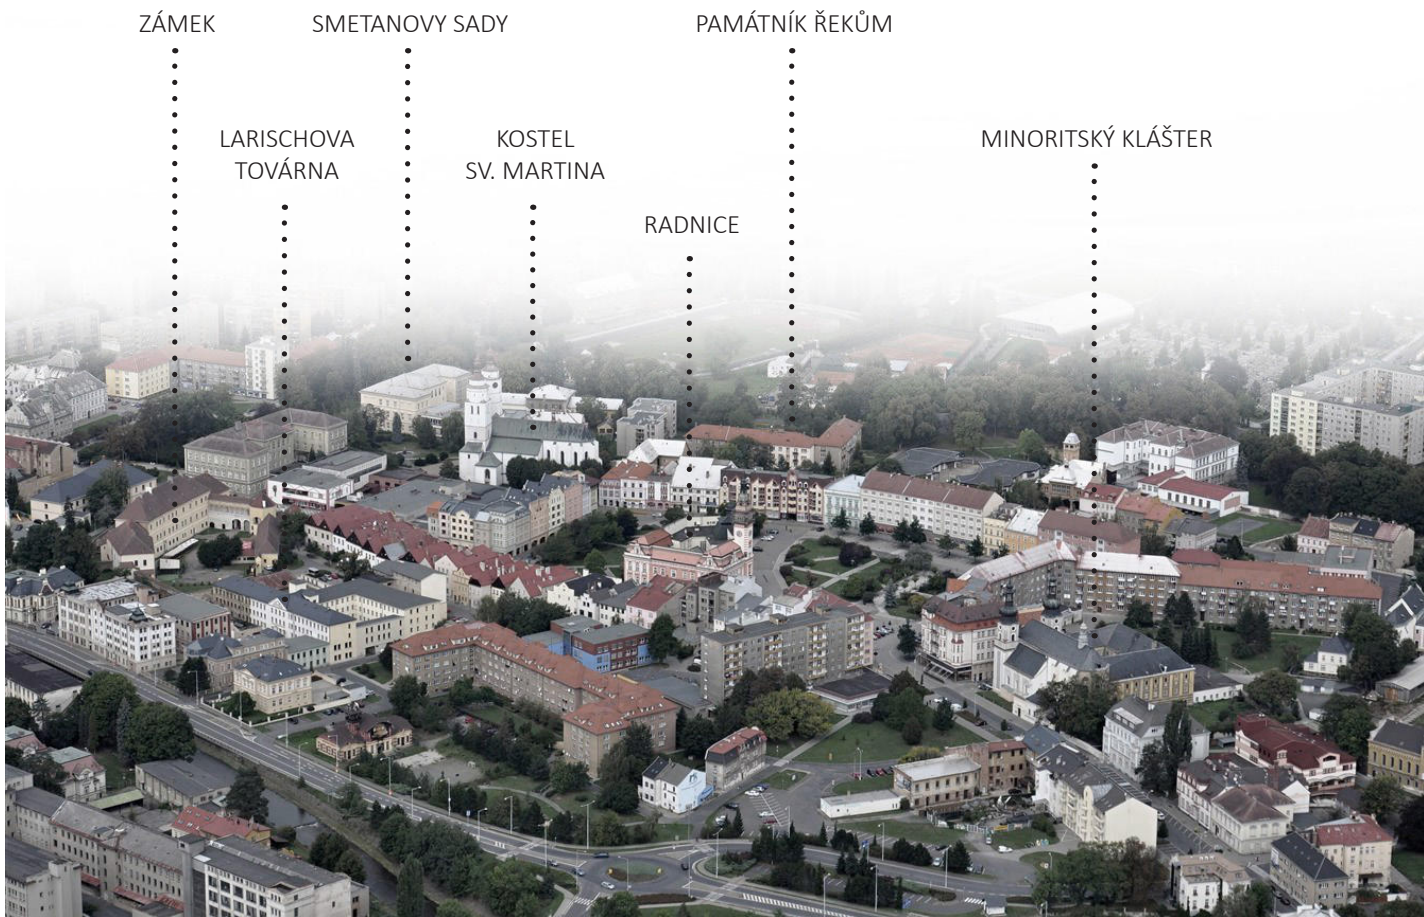 ZÁMEK
SMETANOVY SADY
PAMÁTNÍK ŘEKŮM
LARISCHOVA
TOVÁRNA
KOSTEL
SV. MARTINA
MINORITSKÝ KLÁŠTER
RADNICE